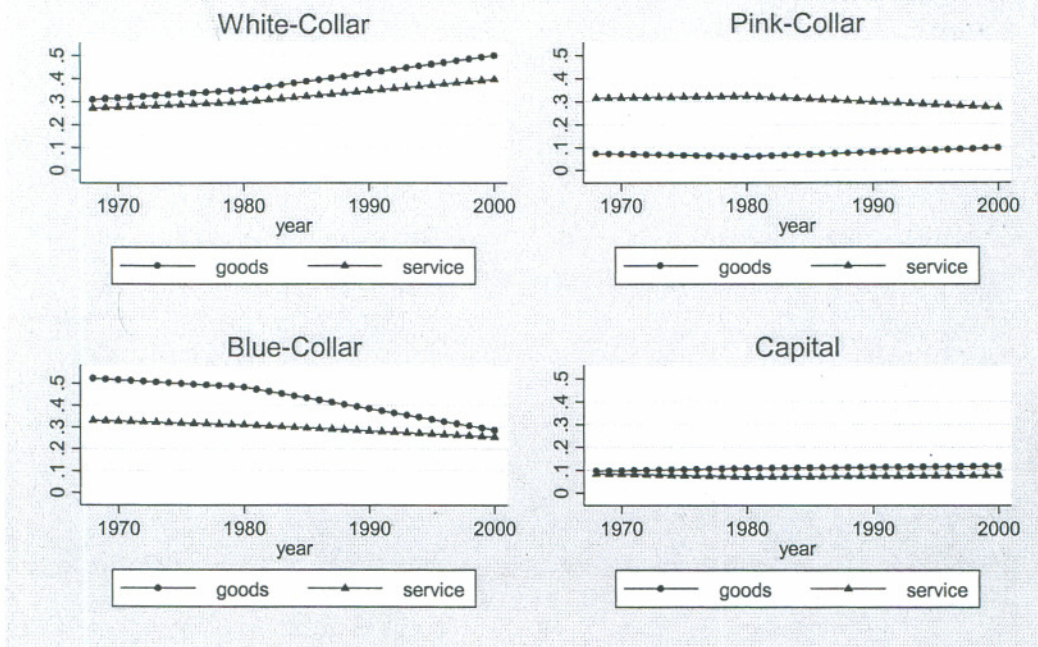 White-Collar
0 .1 .2 .3 .4 .5
1970 1980 1990 2000
year
goods service
Pink-Collar
0 .1 .2 .3 .4 .5
1970 1980 1990 2000
year
goods service
Blue-Collar
0 .1 .2 .3 .4 .5
1970 1980 1990 2000
year
goods service
Capital
0 .1 .2 .3 .4 .5
1970 1980 1990 2000
year
goods service